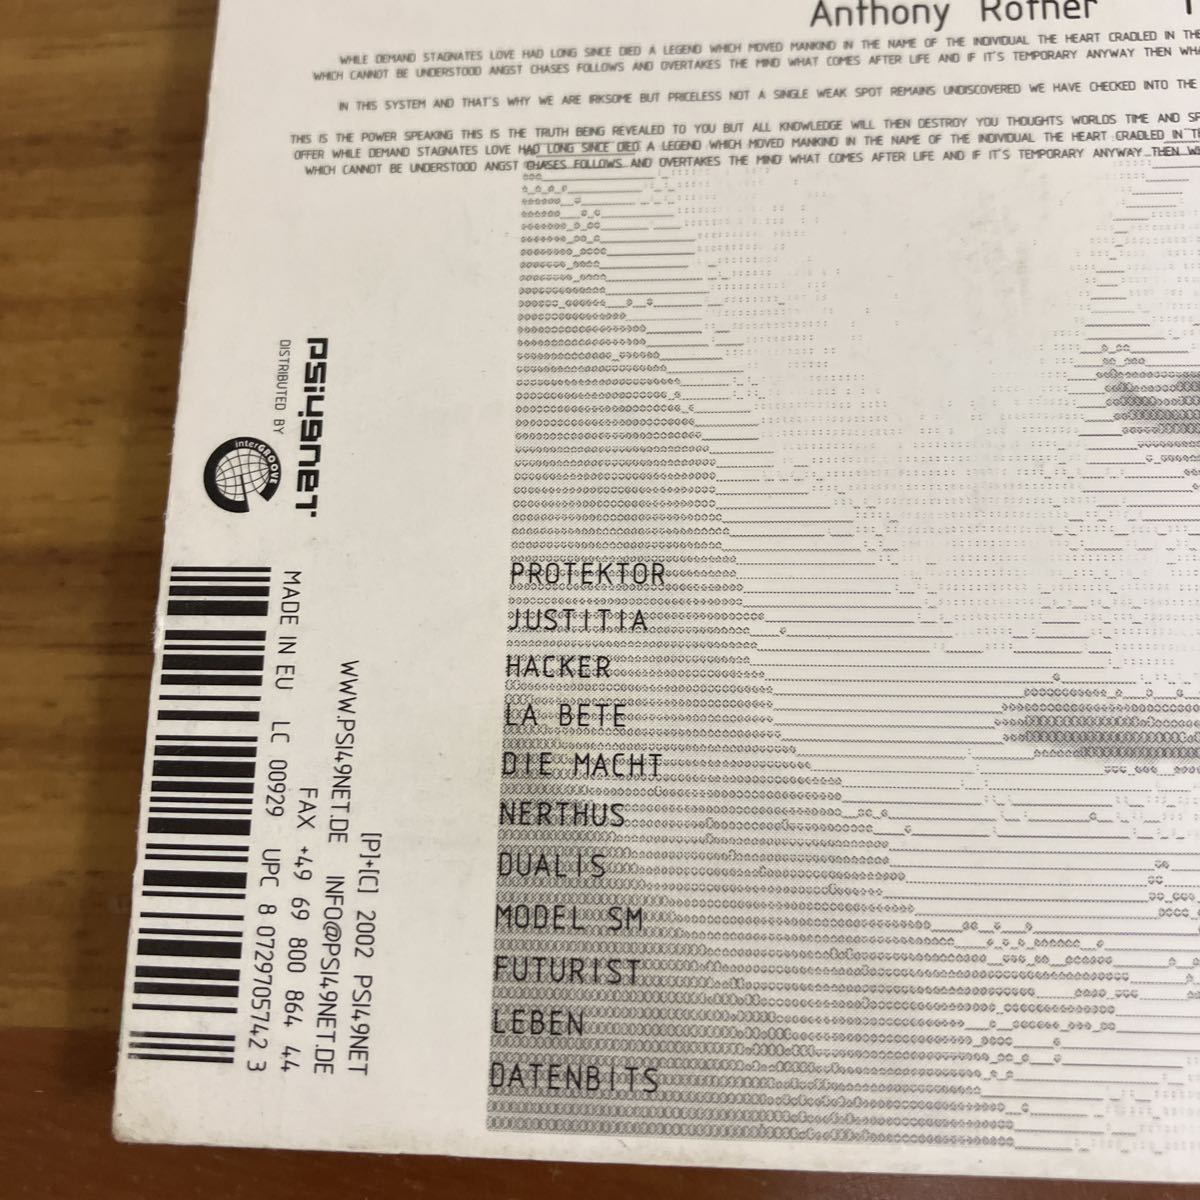 Anthony Rother
WHILE DEMAND STAGNATES LOVE HAD LONG SINCE DIED A LEGEND WHICH MOVED MANKIND IN THE NAME OF THE INDIVIDUAL THE HEART CRADLED IN THE
WHICH CANNOT BE UNDERSTOOD ANGST CHASES FOLLOWS AND OVERTAKES THE MIND WHAT COMES AFTER LIFE AND IF IT'S TEMPORARY ANYWAY THEN
IN THIS SYSTEM AND THAT'S WHY WE ARE IRKSOME BUT PRICELESS NOT A SINGLE WEAK SPOT REMAINS UNDISCOVERED WE HAVE CHECKED INTO THE
THIS IS THE POWER SPEAKING THIS IS THE TRUTH BEING REVEALED TO YOU BUT ALL KNOWLEDGE WILL THEN DESTROY YOU THOUGHTS WORLDS TIME AND
OFFER WHILE DEMAND STAGNATES LOVE HAD LONG SINCE DIED A LEGEND WHICH MOVED MANKIND IN THE NAME OF THE INDIVIDUAL THE HEART CRADLED IN
WHICH CANNOT BE UNDERSTOOD ANGST CHASES FOLLOWS AND OVERTAKES THE MIND WHAT COMES AFTER LIFE AND IF IT'S TEMPORARY ANYWAY THEN
PSI49NET
DISTRIBUTED BY
interGROOVE
PROTEKTOR
JUSTITIA
HACKER
LA BETE
DIE MACHT
NERTHUS
DUALIS
MODEL SM
FUTURIST
LEBEN
DATENBITS
[P]+[C] 2002 PSI49NET
WWW.PSI49NET.DE INFO@PSI49NET.DE
FAX +49 69 800 864 44
MADE IN EU LC 00929 UPC 8 0729705742 3